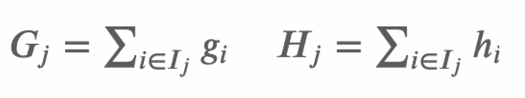 G_j = ∑_{i∈I_j} g_i    H_j = ∑_{i∈I_j} h_i